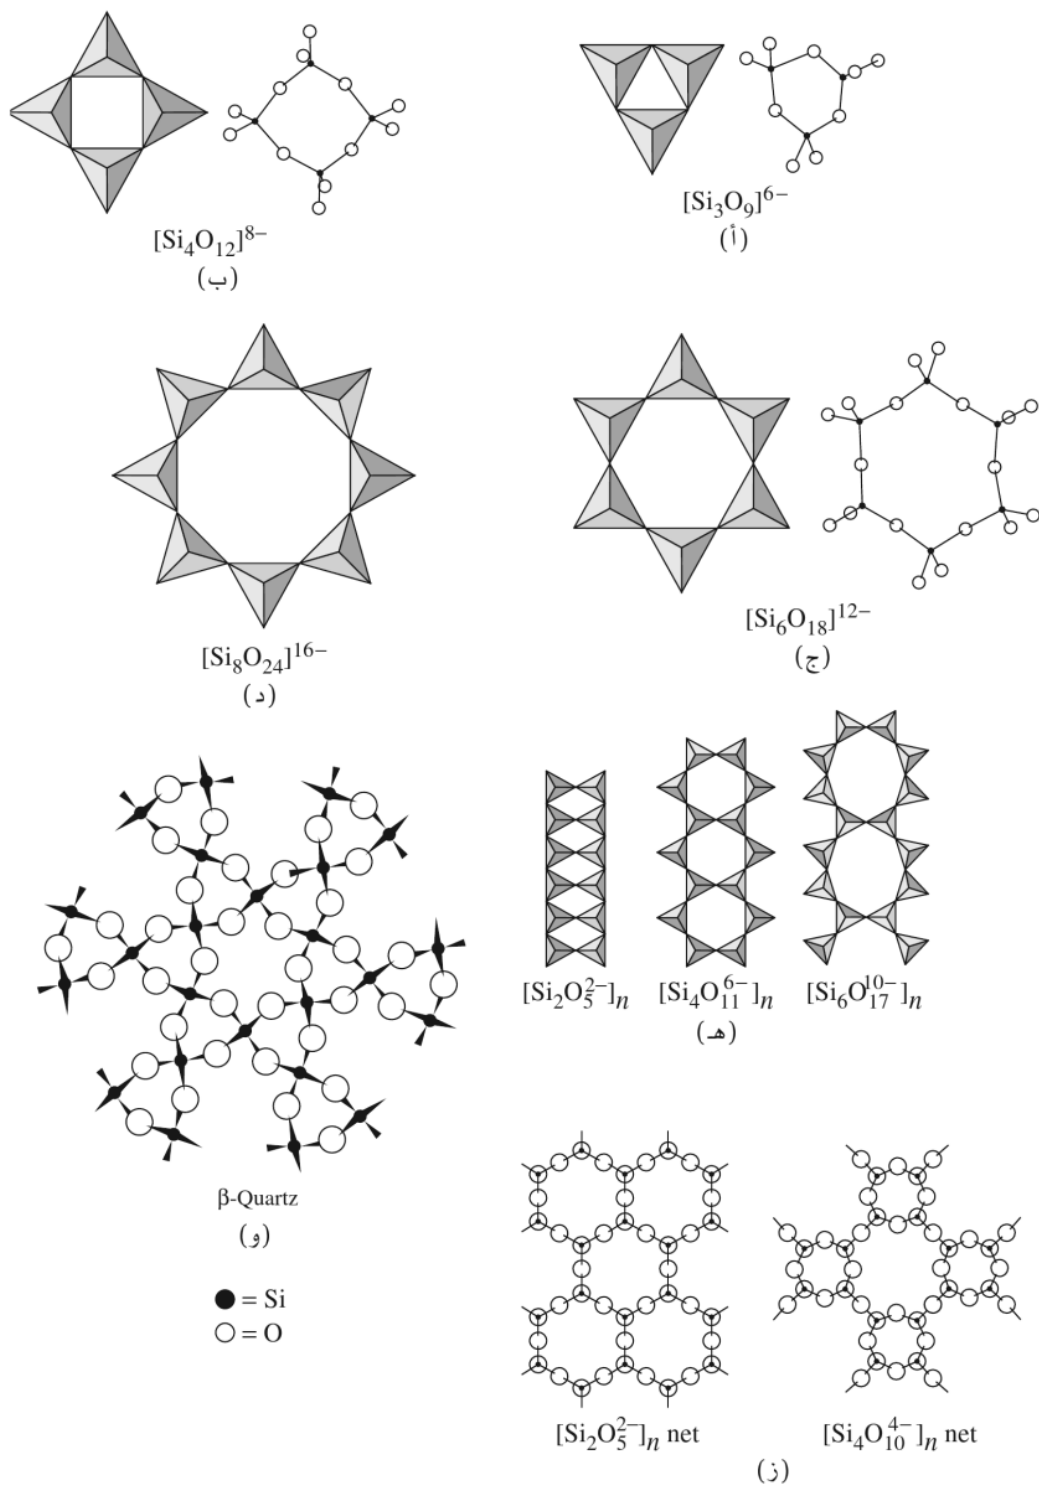 [Si₃O₉]⁶⁻
(أ)
[Si₄O₁₂]⁸⁻
(ب)
[Si₆O₁₈]¹²⁻
(ج)
[Si₈O₂₄]¹⁶⁻
(د)
[Si₂O₅²⁻]ₙ [Si₄O₁₁⁶⁻]ₙ [Si₆O₁₇¹⁰⁻]ₙ
(هـ)
β-Quartz
(و)
● = Si
○ = O
[Si₂O₅²⁻]ₙ net [Si₄O₁₀⁴⁻]ₙ net
(ز)